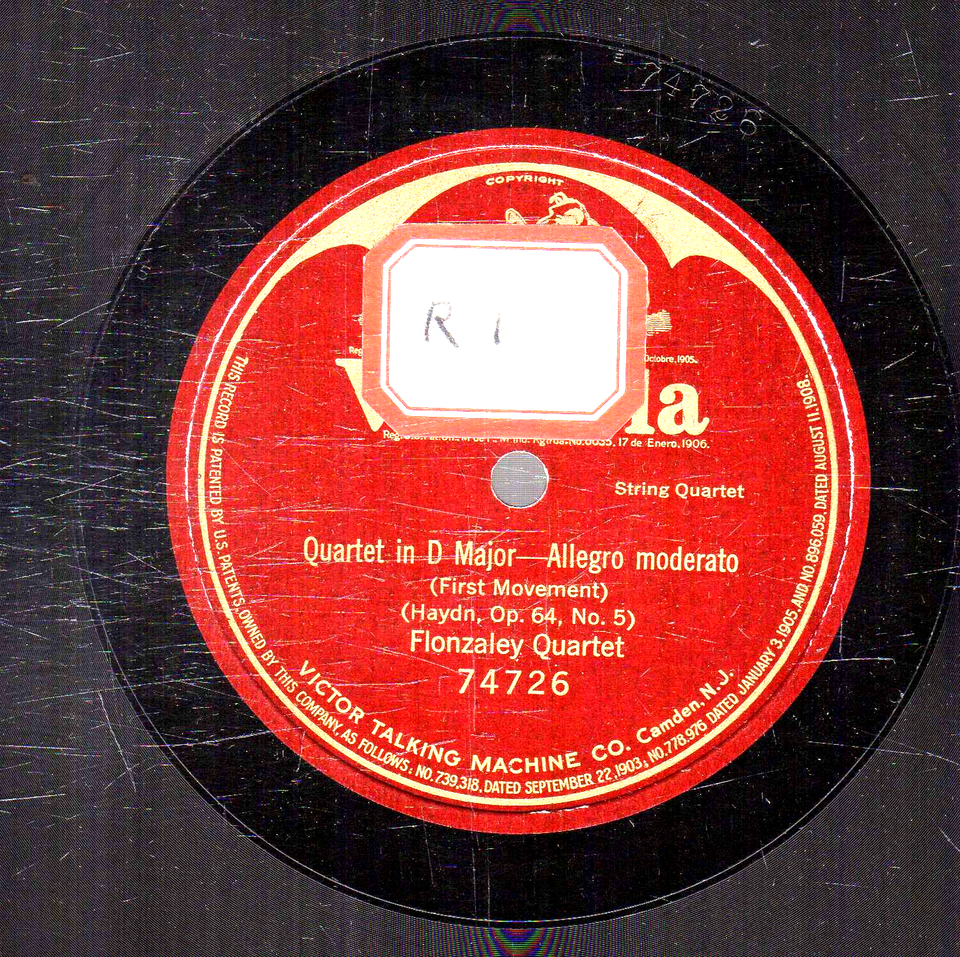 74726
COPYRIGHT
R 1
Octubre, 1905.
la
17 de Enero, 1906.
String Quartet
Quartet in D Major—Allegro moderato
(First Movement)
(Haydn, Op. 64, No. 5)
Flonzaley Quartet
74726
VICTOR TALKING MACHINE CO. Camden, N.J.
THIS RECORD IS PATENTED BY U.S. PATENTS, OWNED BY THIS COMPANY, AS FOLLOWS; NO. 739,318, DATED SEPTEMBER 22, 1903, NO. 778,976 DATED JANUARY 3, 1905 AND NO. 896,059, DATED AUGUST 11, 1908.